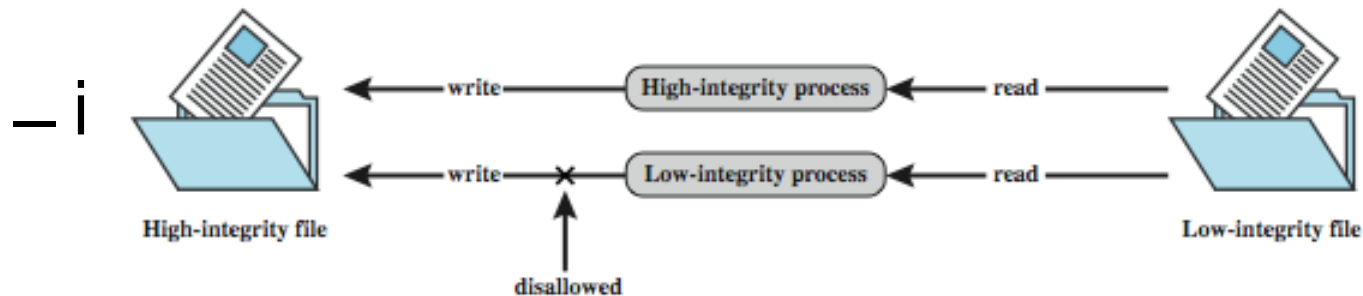 – i
write High-integrity process read
write Low-integrity process read
High-integrity file Low-integrity file
disallowed